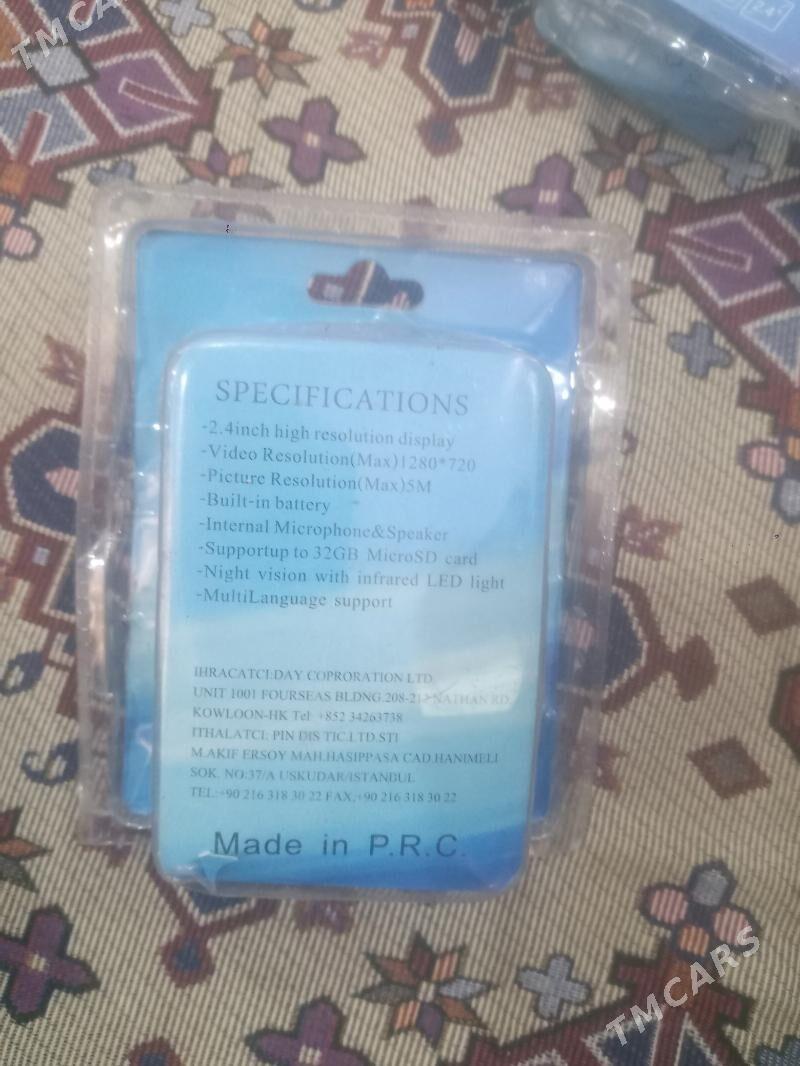 TMCARS
2.4"
SPECIFICATIONS
-2.4inch high resolution display
-Video Resolution(Max)1280*720
-Picture Resolution(Max)5M
-Built-in battery
-Internal Microphone&Speaker
-Supportup to 32GB MicroSD card
-Night vision with infrared LED light
-MultiLanguage support
IHRACATCI:DAY COPRORATION LTD.
UNIT 1001 FOURSEAS BLDNG.208-212 NATHAN RD.
KOWLOON-HK Tel: +852 34263738
ITHALATCI: PIN DIS TIC.LTD.STI
M.AKIF ERSOY MAH.HASIPPASA CAD.HANIMELI
SOK. NO:37/A USKUDAR/ISTANBUL
TEL:+90 216 318 30 22 FAX:+90 216 318 30 22
Made in P.R.C.
TMCARS